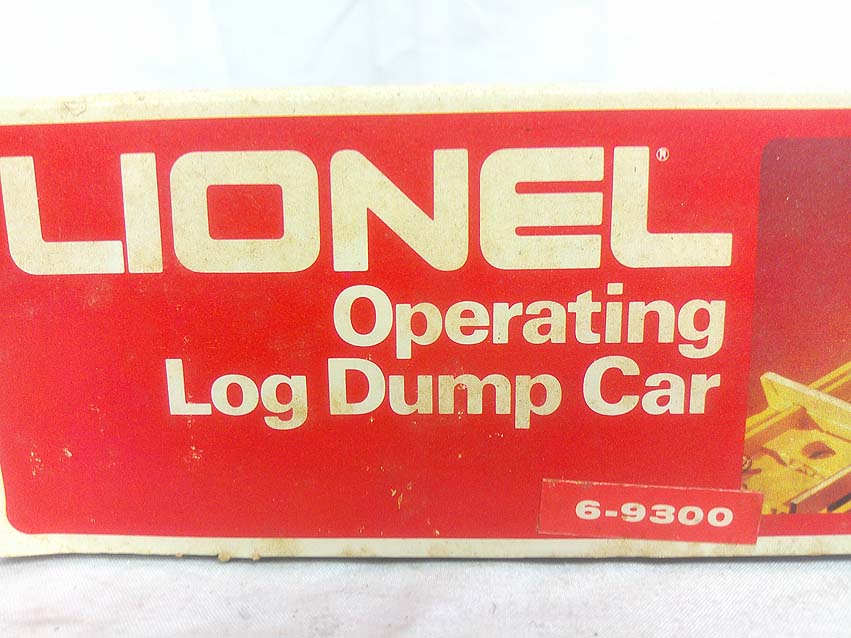 LIONEL®
Operating
Log Dump Car
6-9300